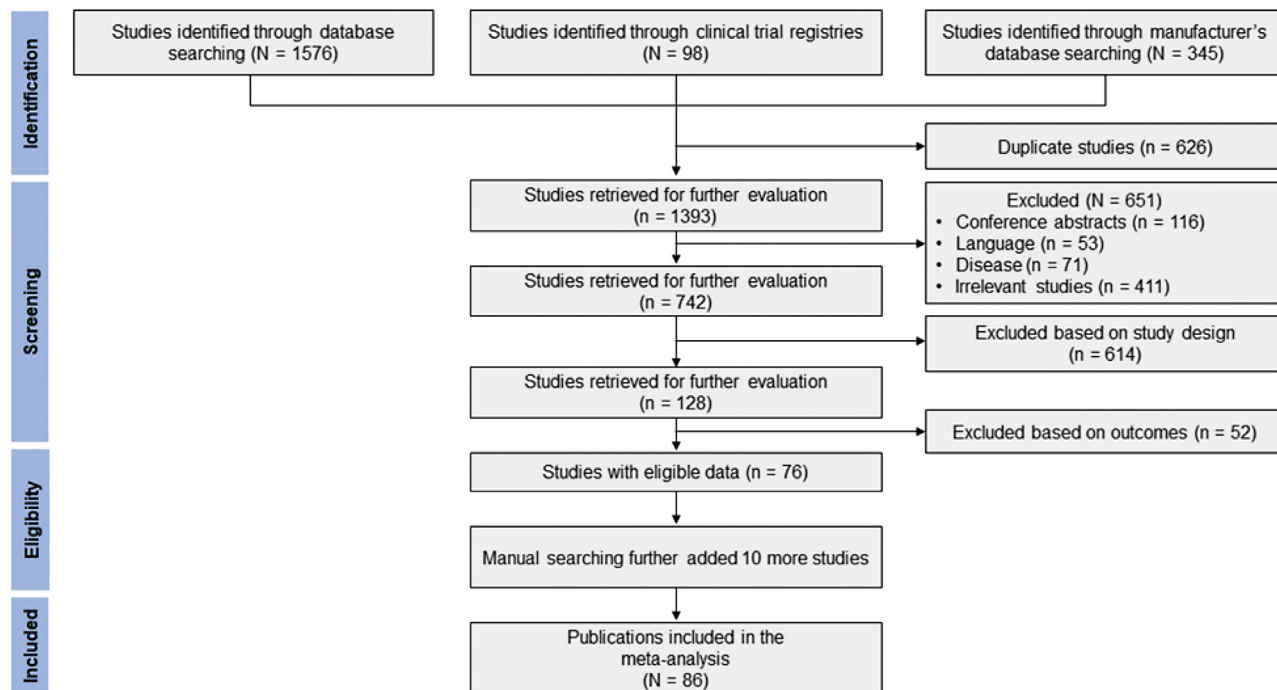 Studies identified through database
searching (N = 1576)
Studies identified through clinical trial registries
(N = 98)
Studies identified through manufacturer's
database searching (N = 345)
Identification
Duplicate studies (n = 626)
Screening
Studies retrieved for further evaluation
(n = 1393)
Excluded (N = 651)
• Conference abstracts (n = 116)
• Language (n = 53)
• Disease (n = 71)
• Irrelevant studies (n = 411)
Studies retrieved for further evaluation
(n = 742)
Excluded based on study design
(n = 614)
Studies retrieved for further evaluation
(n = 128)
Excluded based on outcomes (n = 52)
Eligibility
Studies with eligible data (n = 76)
Manual searching further added 10 more studies
Included
Publications included in the
meta-analysis
(N = 86)